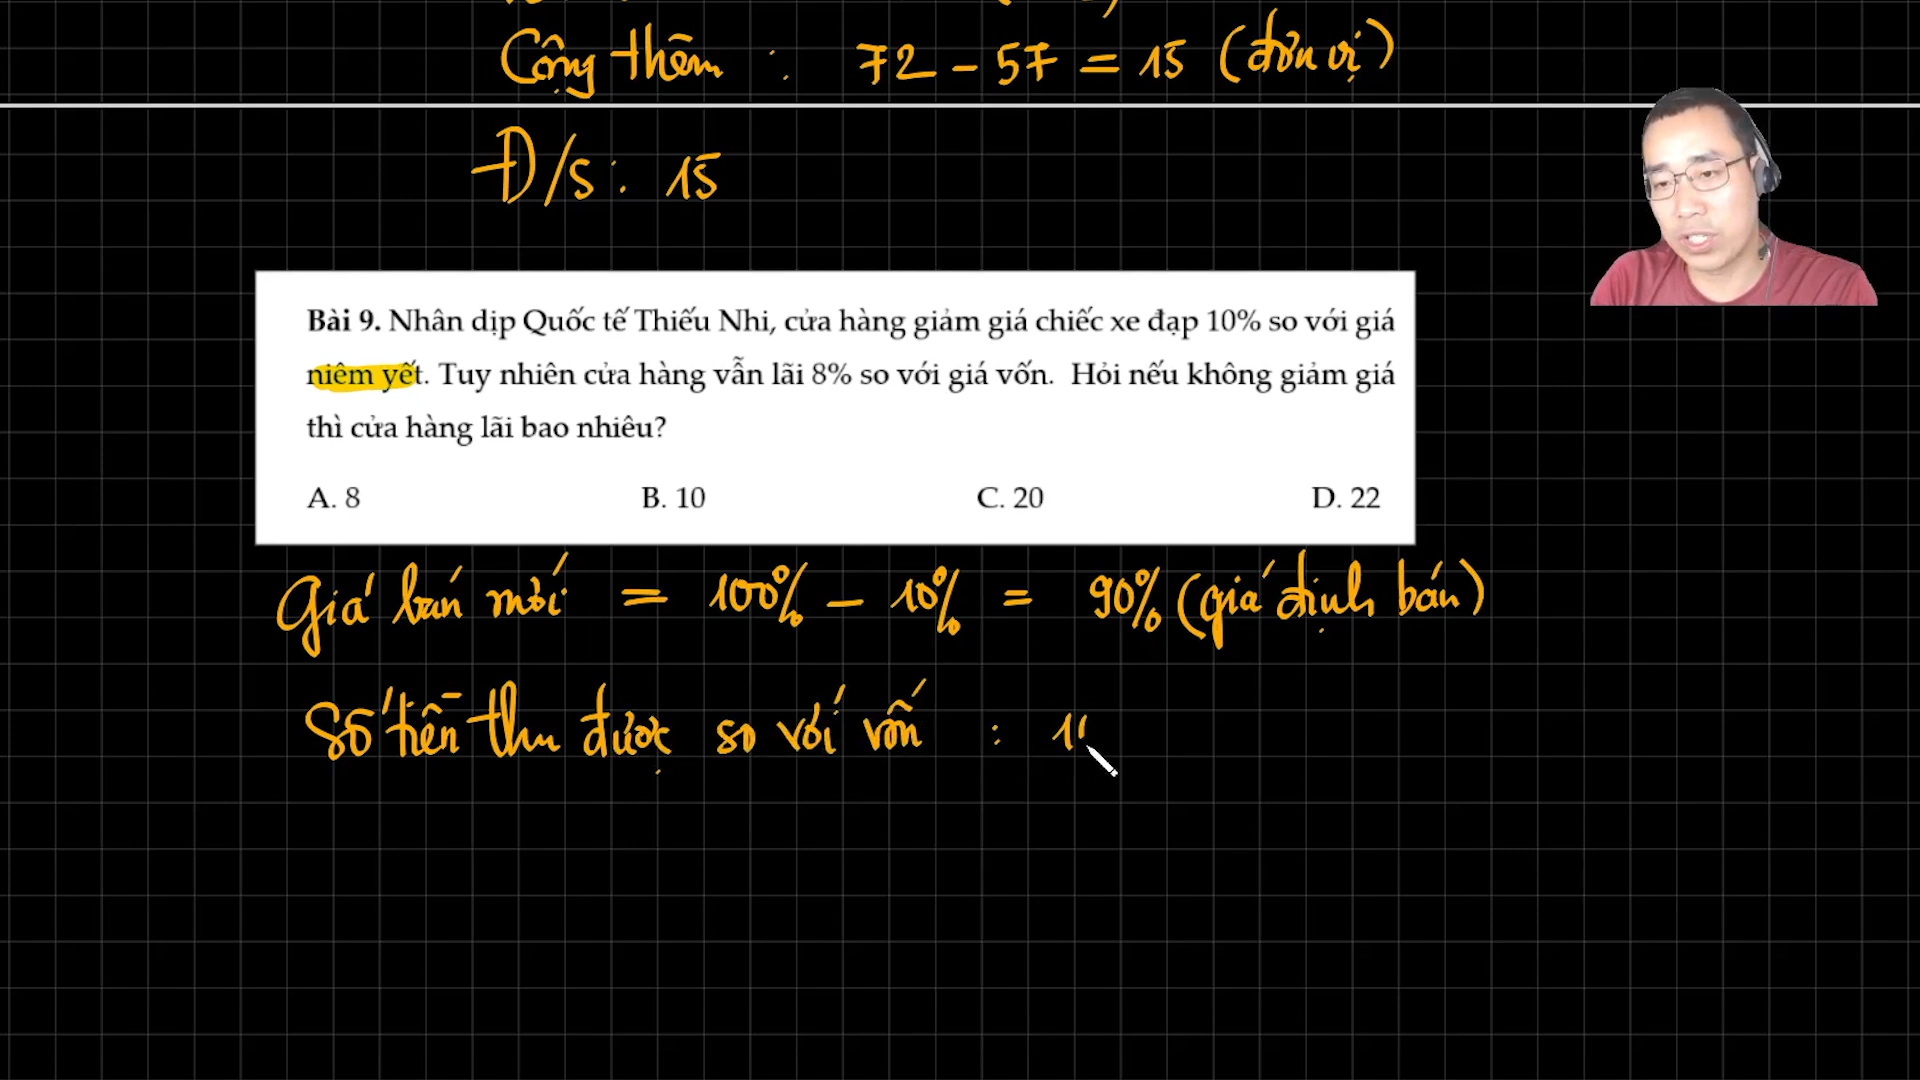 Cộng thêm : 72 - 57 = 15 (đơn vị)
Đ/s : 15
Bài 9. Nhân dịp Quốc tế Thiếu Nhi, cửa hàng giảm giá chiếc xe đạp 10% so với giá
niêm yết. Tuy nhiên cửa hàng vẫn lãi 8% so với giá vốn. Hỏi nếu không giảm giá
thì cửa hàng lãi bao nhiêu?
A. 8 B. 10 C. 20 D. 22
Giá bán mới = 100% - 10% = 90% (giá định bán)
Số tiền thu được so với vốn : 1